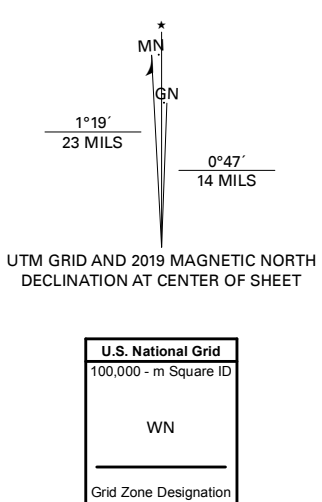 ★
MN
GN
1°19´
23 MILS
0°47´
14 MILS
UTM GRID AND 2019 MAGNETIC NORTH
DECLINATION AT CENTER OF SHEET
U.S. National Grid
100,000 - m Square ID
WN
Grid Zone Designation